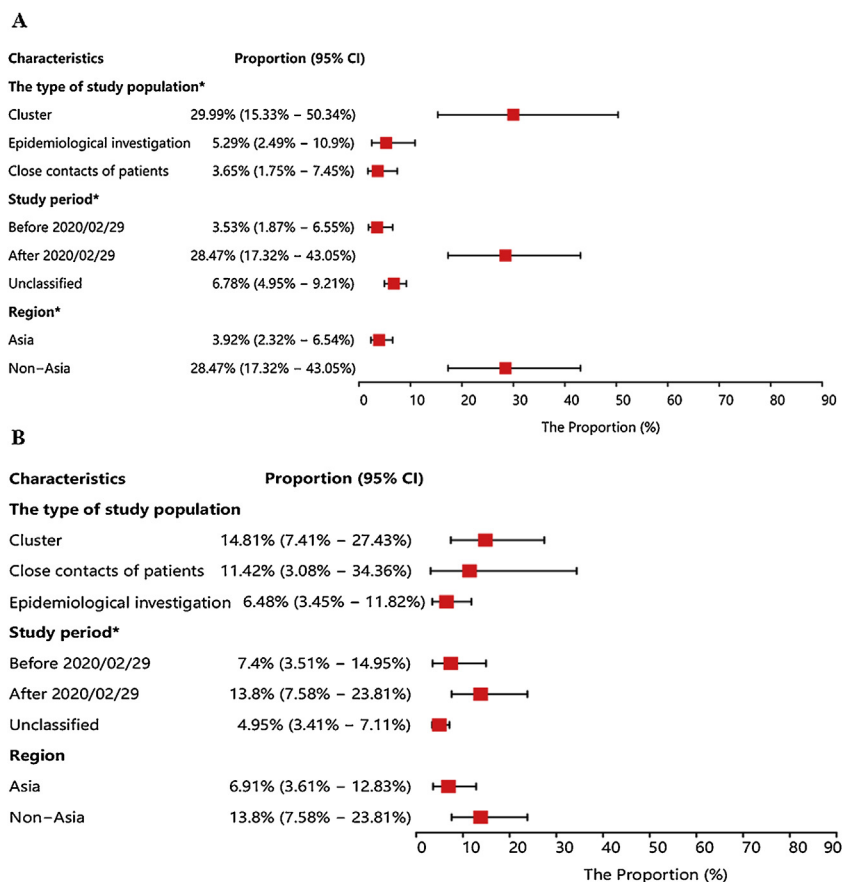 A
Characteristics Proportion (95% CI)
The type of study population*
Cluster 29.99% (15.33% − 50.34%)
Epidemiological investigation 5.29% (2.49% − 10.9%)
Close contacts of patients 3.65% (1.75% − 7.45%)
Study period*
Before 2020/02/29 3.53% (1.87% − 6.55%)
After 2020/02/29 28.47% (17.32% − 43.05%)
Unclassified 6.78% (4.95% − 9.21%)
Region*
Asia 3.92% (2.32% − 6.54%)
Non−Asia 28.47% (17.32% − 43.05%)
0 10 20 30 40 50 60 70 80 90
The Proportion (%)
B
Characteristics Proportion (95% CI)
The type of study population
Cluster 14.81% (7.41% − 27.43%)
Close contacts of patients 11.42% (3.08% − 34.36%)
Epidemiological investigation 6.48% (3.45% − 11.82%)
Study period*
Before 2020/02/29 7.4% (3.51% − 14.95%)
After 2020/02/29 13.8% (7.58% − 23.81%)
Unclassified 4.95% (3.41% − 7.11%)
Region
Asia 6.91% (3.61% − 12.83%)
Non−Asia 13.8% (7.58% − 23.81%)
0 10 20 30 40 50 60 70 80 90
The Proportion (%)